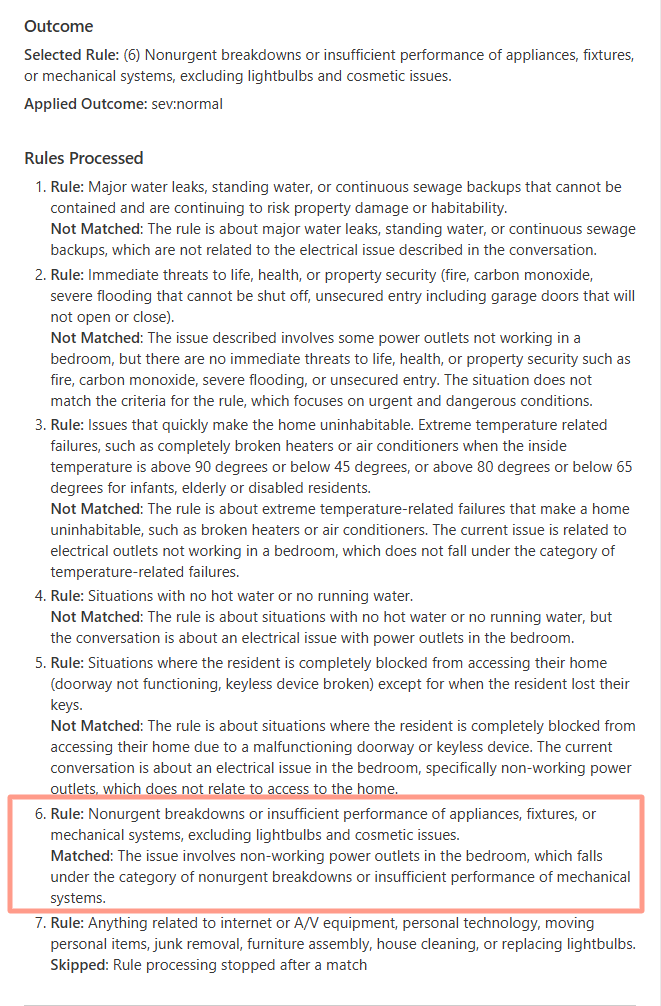 Outcome
Selected Rule: (6) Nonurgent breakdowns or insufficient performance of appliances, fixtures,
or mechanical systems, excluding lightbulbs and cosmetic issues.
Applied Outcome: sev:normal
Rules Processed
1. Rule: Major water leaks, standing water, or continuous sewage backups that cannot be
contained and are continuing to risk property damage or habitability.
Not Matched: The rule is about major water leaks, standing water, or continuous sewage
backups, which are not related to the electrical issue described in the conversation.
2. Rule: Immediate threats to life, health, or property security (fire, carbon monoxide,
severe flooding that cannot be shut off, unsecured entry including garage doors that will
not open or close).
Not Matched: The issue described involves some power outlets not working in a
bedroom, but there are no immediate threats to life, health, or property security such as
fire, carbon monoxide, severe flooding, or unsecured entry. The situation does not
match the criteria for the rule, which focuses on urgent and dangerous conditions.
3. Rule: Issues that quickly make the home uninhabitable. Extreme temperature related
failures, such as completely broken heaters or air conditioners when the inside
temperature is above 90 degrees or below 45 degrees, or above 80 degrees or below 65
degrees for infants, elderly or disabled residents.
Not Matched: The rule is about extreme temperature-related failures that make a home
uninhabitable, such as broken heaters or air conditioners. The current issue is related to
electrical outlets not working in a bedroom, which does not fall under the category of
temperature-related failures.
4. Rule: Situations with no hot water or no running water.
Not Matched: The rule is about situations with no hot water or no running water, but
the conversation is about an electrical issue with power outlets in the bedroom.
5. Rule: Situations where the resident is completely blocked from accessing their home
(doorway not functioning, keyless device broken) except for when the resident lost their
keys.
Not Matched: The rule is about situations where the resident is completely blocked from
accessing their home due to a malfunctioning doorway or keyless device. The current
conversation is about an electrical issue in the bedroom, specifically non-working power
outlets, which does not relate to access to the home.
6. Rule: Nonurgent breakdowns or insufficient performance of appliances, fixtures, or
mechanical systems, excluding lightbulbs and cosmetic issues.
Matched: The issue involves non-working power outlets in the bedroom, which falls
under the category of nonurgent breakdowns or insufficient performance of mechanical
systems.
7. Rule: Anything related to internet or A/V equipment, personal technology, moving
personal items, junk removal, furniture assembly, house cleaning, or replacing lightbulbs.
Skipped: Rule processing stopped after a match